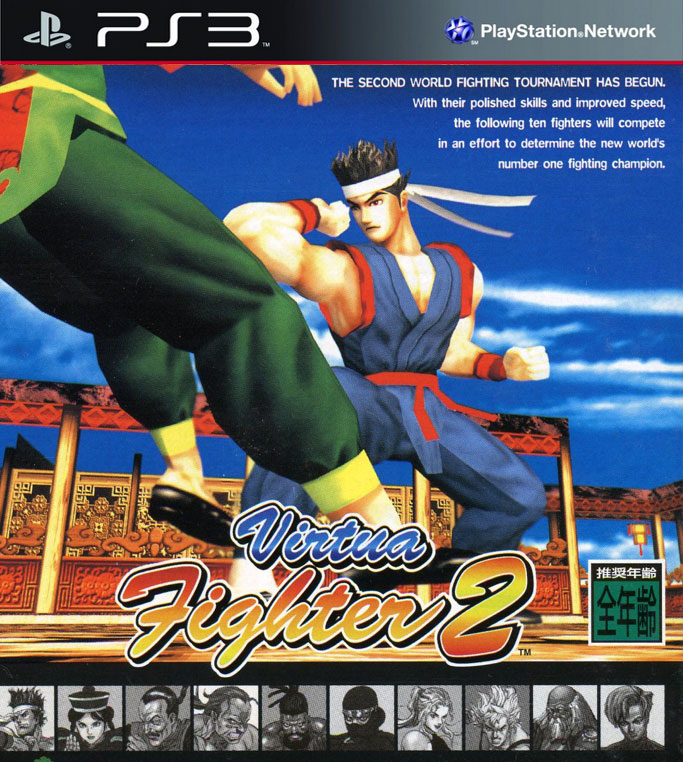 PS3™
PlayStation®Network
THE SECOND WORLD FIGHTING TOURNAMENT HAS BEGUN.
With their polished skills and improved speed,
the following ten fighters will compete
in an effort to determine the new world's
number one fighting champion.
Virtua
Fighter 2™
推奨年齢
全年齢